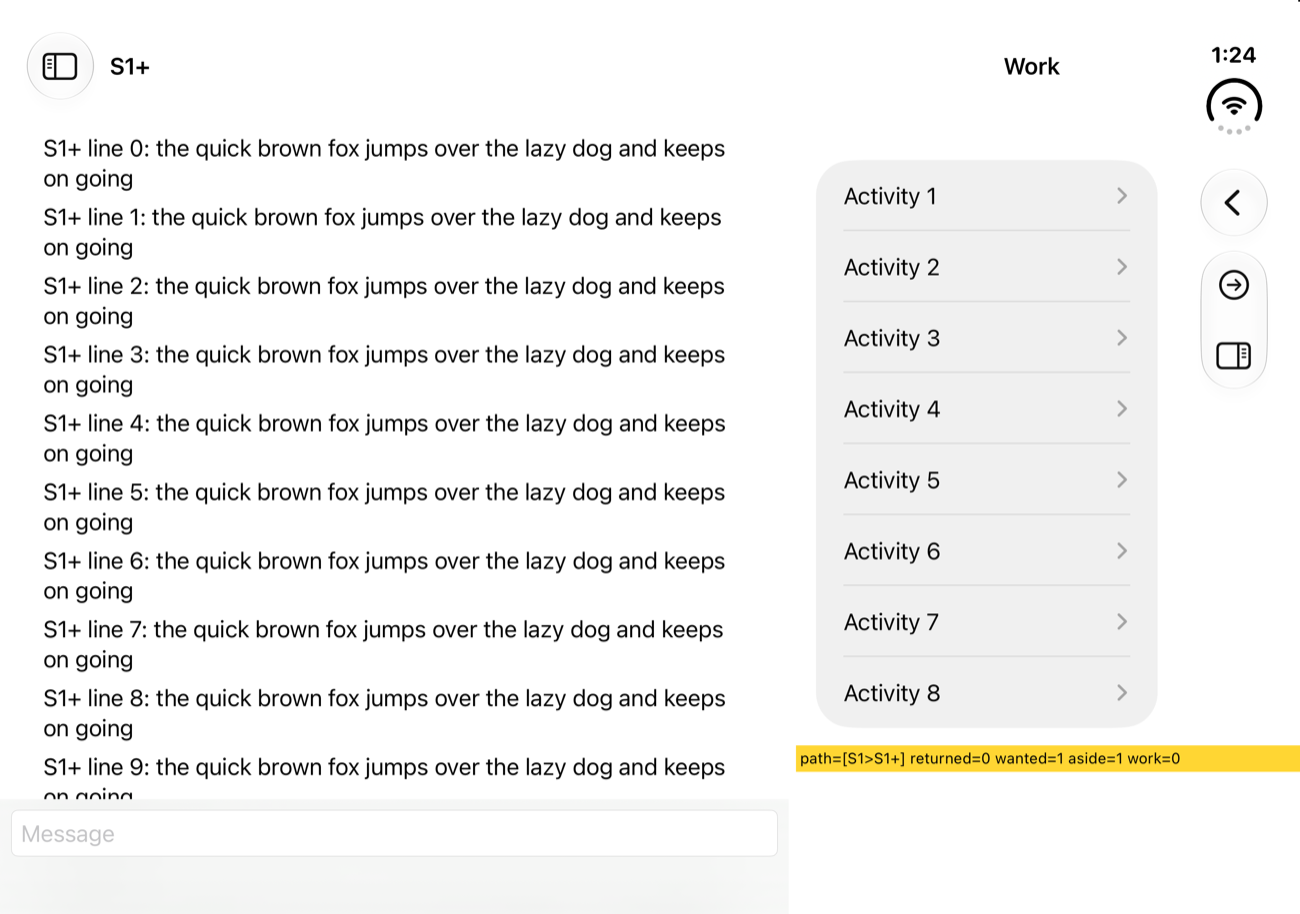 S1+
S1+ line 0: the quick brown fox jumps over the lazy dog and keeps
on going
S1+ line 1: the quick brown fox jumps over the lazy dog and keeps
on going
S1+ line 2: the quick brown fox jumps over the lazy dog and keeps
on going
S1+ line 3: the quick brown fox jumps over the lazy dog and keeps
on going
S1+ line 4: the quick brown fox jumps over the lazy dog and keeps
on going
S1+ line 5: the quick brown fox jumps over the lazy dog and keeps
on going
S1+ line 6: the quick brown fox jumps over the lazy dog and keeps
on going
S1+ line 7: the quick brown fox jumps over the lazy dog and keeps
on going
S1+ line 8: the quick brown fox jumps over the lazy dog and keeps
on going
S1+ line 9: the quick brown fox jumps over the lazy dog and keeps
on going
Message
Work
Activity 1
Activity 2
Activity 3
Activity 4
Activity 5
Activity 6
Activity 7
Activity 8
path=[S1>S1+] returned=0 wanted=1 aside=1 work=0
1:24